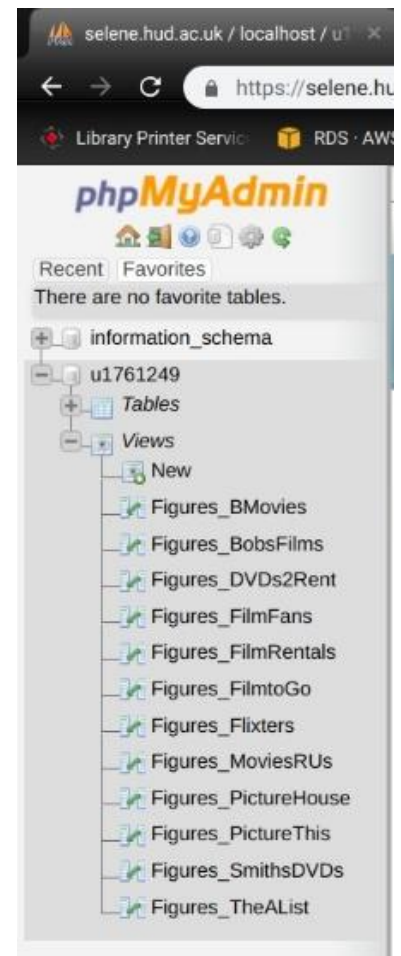 selene.hud.ac.uk / localhost / u1
https://selene.hu
Library Printer Servic
RDS · AWS
phpMyAdmin
Recent Favorites
There are no favorite tables.
information_schema
u1761249
Tables
Views
New
Figures_BMovies
Figures_BobsFilms
Figures_DVDs2Rent
Figures_FilmFans
Figures_FilmRentals
Figures_FilmtoGo
Figures_Flixters
Figures_MoviesRUs
Figures_PictureHouse
Figures_PictureThis
Figures_SmithsDVDs
Figures_TheAList